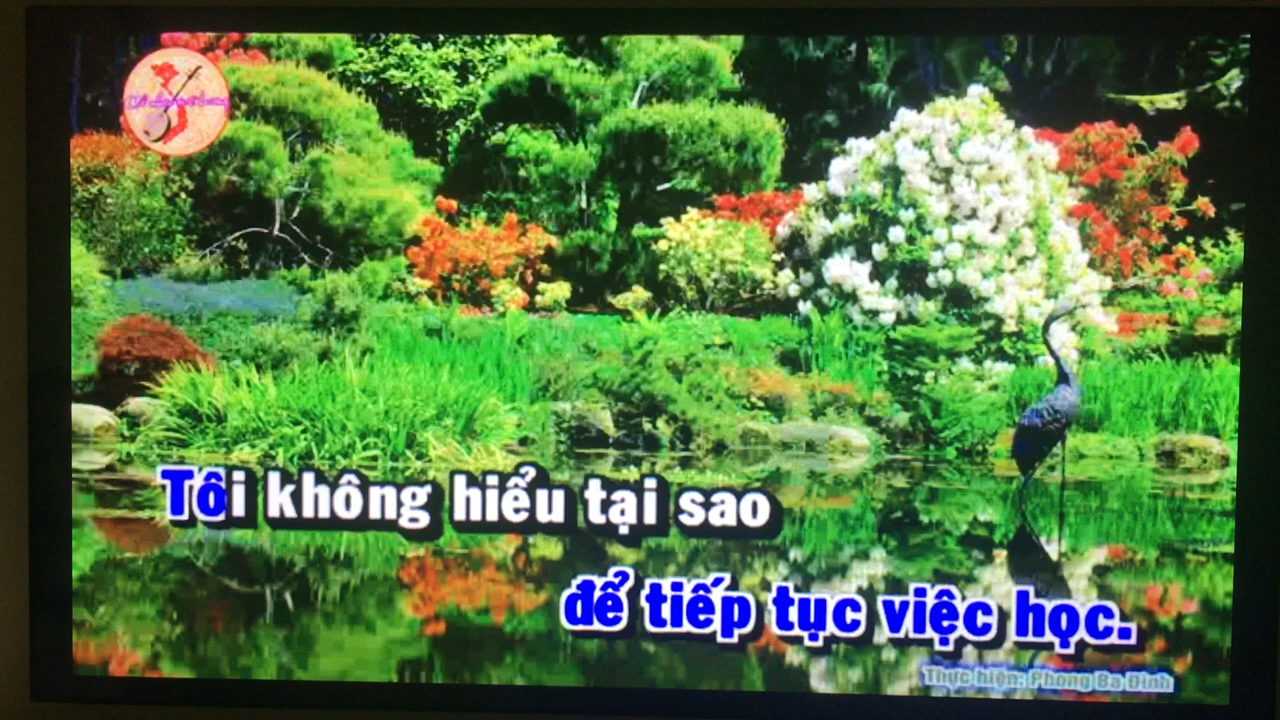 Tôi không hiểu tại sao
để tiếp tục việc học.
Thực hiện: Phong Ba Đình